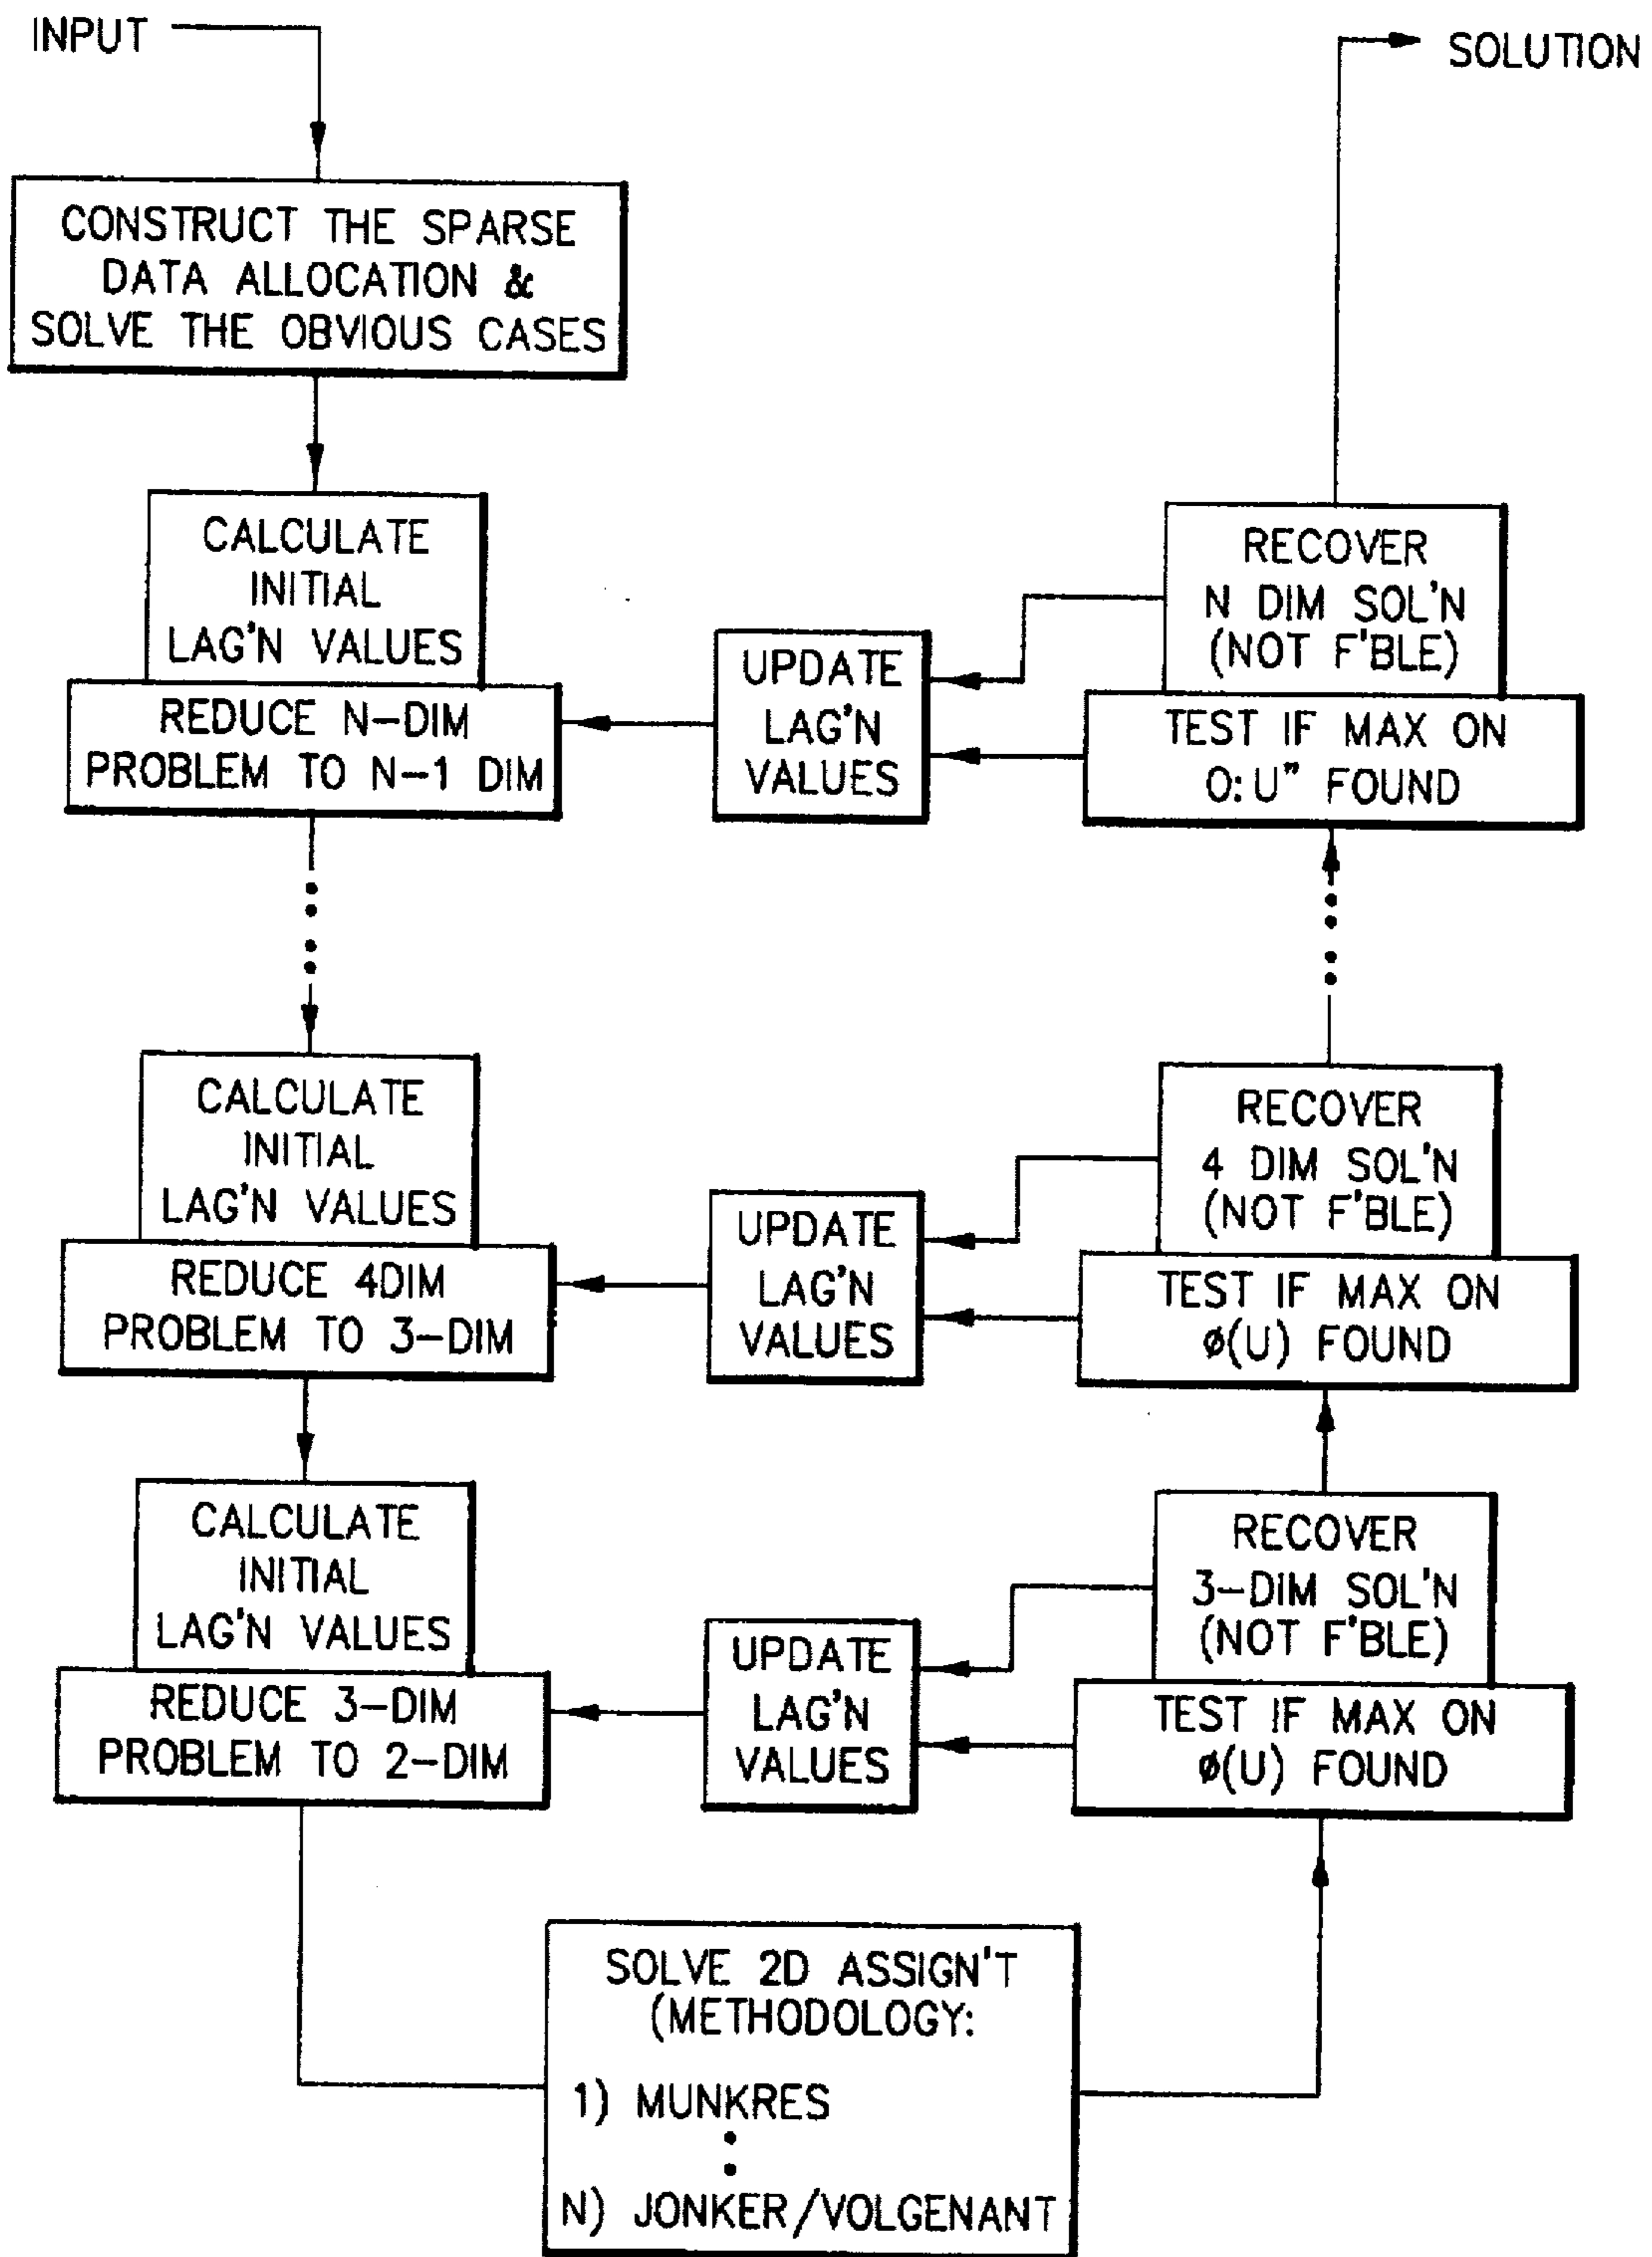 INPUT
SOLUTION
CONSTRUCT THE SPARSE
DATA ALLOCATION &
SOLVE THE OBVIOUS CASES
CALCULATE
INITIAL
LAG'N VALUES
REDUCE N-DIM
PROBLEM TO N-1 DIM
UPDATE
LAG'N
VALUES
RECOVER
N DIM SOL'N
(NOT F'BLE)
TEST IF MAX ON
O:U" FOUND
CALCULATE
INITIAL
LAG'N VALUES
REDUCE 4DIM
PROBLEM TO 3-DIM
UPDATE
LAG'N
VALUES
RECOVER
4 DIM SOL'N
(NOT F'BLE)
TEST IF MAX ON
ø(U) FOUND
CALCULATE
INITIAL
LAG'N VALUES
REDUCE 3-DIM
PROBLEM TO 2-DIM
UPDATE
LAG'N
VALUES
RECOVER
3-DIM SOL'N
(NOT F'BLE)
TEST IF MAX ON
ø(U) FOUND
SOLVE 2D ASSIGN'T
(METHODOLOGY:
1) MUNKRES
N) JONKER/VOLGENANT